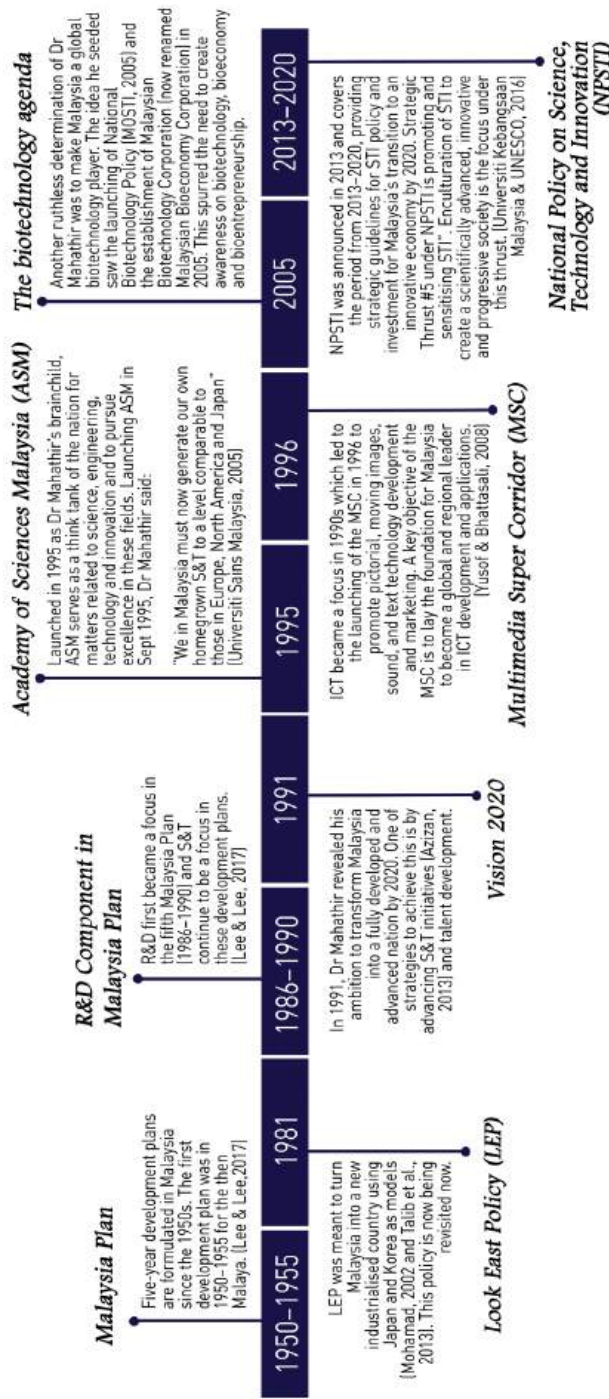 Malaysia Plan
Five-year development plans
are formulated in Malaysia
since the 1950s. The first
development plan was in
1950–1955 for the then
Malaya. (Lee & Lee,2017)
1950–1955
1981
LEP was meant to turn
Malaysia into a new
industrialised country using
Japan and Korea as models
(Mohamad, 2002 and Talib et al.,
2013). This policy is now being
revisited now.
Look East Policy (LEP)
R&D Component in
Malaysia Plan
R&D first became a focus in
the fifth Malaysia Plan
(1986–1990) and S&T
continue to be a focus in
these development plans.
(Lee & Lee, 2017)
1986–1990
1991
In 1991, Dr Mahathir revealed his
ambition to transform Malaysia
into a fully developed and
advanced nation by 2020. One of
strategies to achieve this is by
advancing S&T initiatives (Azizan,
2013) and talent development.
Vision 2020
Academy of Sciences Malaysia (ASM)
Launched in 1995 as Dr Mahathir's brainchild,
ASM serves as a think tank of the nation for
matters related to science, engineering,
technology and innovation and to pursue
excellence in these fields. Launching ASM in
Sept 1995, Dr Mahathir said:
"We in Malaysia must now generate our own
homegrown S&T to a level comparable to
those in Europe, North America and Japan"
(Universiti Sains Malaysia, 2005)
1995
1996
ICT became a focus in 1990s which led to
the launching of the MSC in 1996 to
promote pictorial, moving images,
sound, and text technology development
and marketing. A key objective of the
MSC is to lay the foundation for Malaysia
to become a global and regional leader
in ICT development and applications.
(Yusof & Bhattasali, 2008)
Multimedia Super Corridor (MSC)
The biotechnology agenda
Another ruthless determination of Dr
Mahathir was to make Malaysia a global
biotechnology player. The idea he seeded
saw the launching of National
Biotechnology Policy (MOSTI, 2005) and
the establishment of Malaysian
Biotechnology Corporation (now renamed
Malaysian Bioeconomy Corporation) in
2005. This spurred the need to create
awareness on biotechnology, bioeconomy
and bioentrepreneurship.
2005
2013–2020
NPSTI was announced in 2013 and covers
the period from 2013–2020, providing
strategic guidelines for STI policy and
investment for Malaysia's transition to an
innovative economy by 2020. Strategic
Thrust #5 under NPSTI is promoting and
sensitising STI". Enculturation of STI to
create a scientifically advanced, innovative
and progressive society is the focus under
this thrust. (Universiti Kebangsaan
Malaysia & UNESCO, 2016)
National Policy on Science,
Technology and Innovation
(NPSTI)